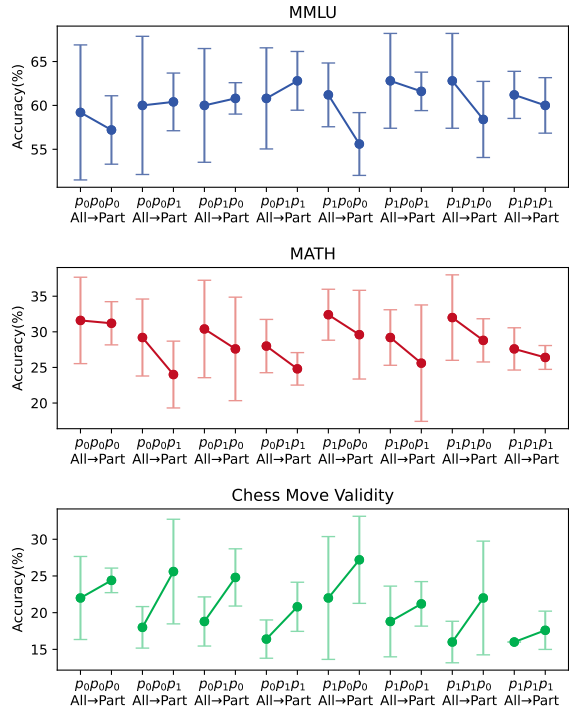 MMLU
Accuracy(%)
65
60
55
p₀p₀p₀ p₀p₀p₁ p₀p₁p₀ p₀p₁p₁ p₁p₀p₀ p₁p₀p₁ p₁p₁p₀ p₁p₁p₁
All→Part All→Part All→Part All→Part All→Part All→Part All→Part All→Part
MATH
Accuracy(%)
35
30
25
20
p₀p₀p₀ p₀p₀p₁ p₀p₁p₀ p₀p₁p₁ p₁p₀p₀ p₁p₀p₁ p₁p₁p₀ p₁p₁p₁
All→Part All→Part All→Part All→Part All→Part All→Part All→Part All→Part
Chess Move Validity
Accuracy(%)
30
25
20
15
p₀p₀p₀ p₀p₀p₁ p₀p₁p₀ p₀p₁p₁ p₁p₀p₀ p₁p₀p₁ p₁p₁p₀ p₁p₁p₁
All→Part All→Part All→Part All→Part All→Part All→Part All→Part All→Part